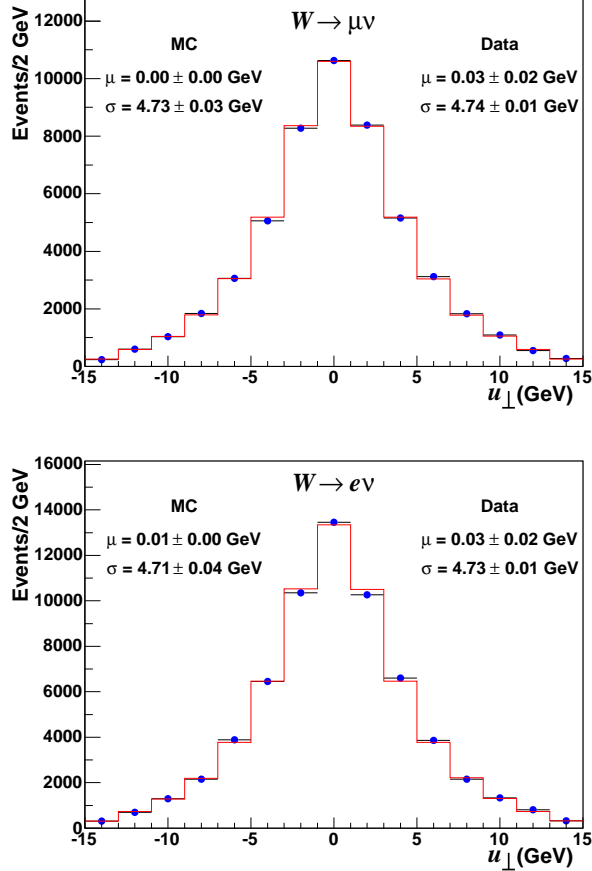 Events/2 GeV
12000
10000
8000
6000
4000
2000
0
W → μν
MC
μ = 0.00 ± 0.00 GeV
σ = 4.73 ± 0.03 GeV
Data
μ = 0.03 ± 0.02 GeV
σ = 4.74 ± 0.01 GeV
-15 -10 -5 0 5 10 15
u⊥(GeV)
Events/2 GeV
16000
14000
12000
10000
8000
6000
4000
2000
0
W → eν
MC
μ = 0.01 ± 0.00 GeV
σ = 4.71 ± 0.04 GeV
Data
μ = 0.03 ± 0.02 GeV
σ = 4.73 ± 0.01 GeV
-15 -10 -5 0 5 10 15
u⊥(GeV)